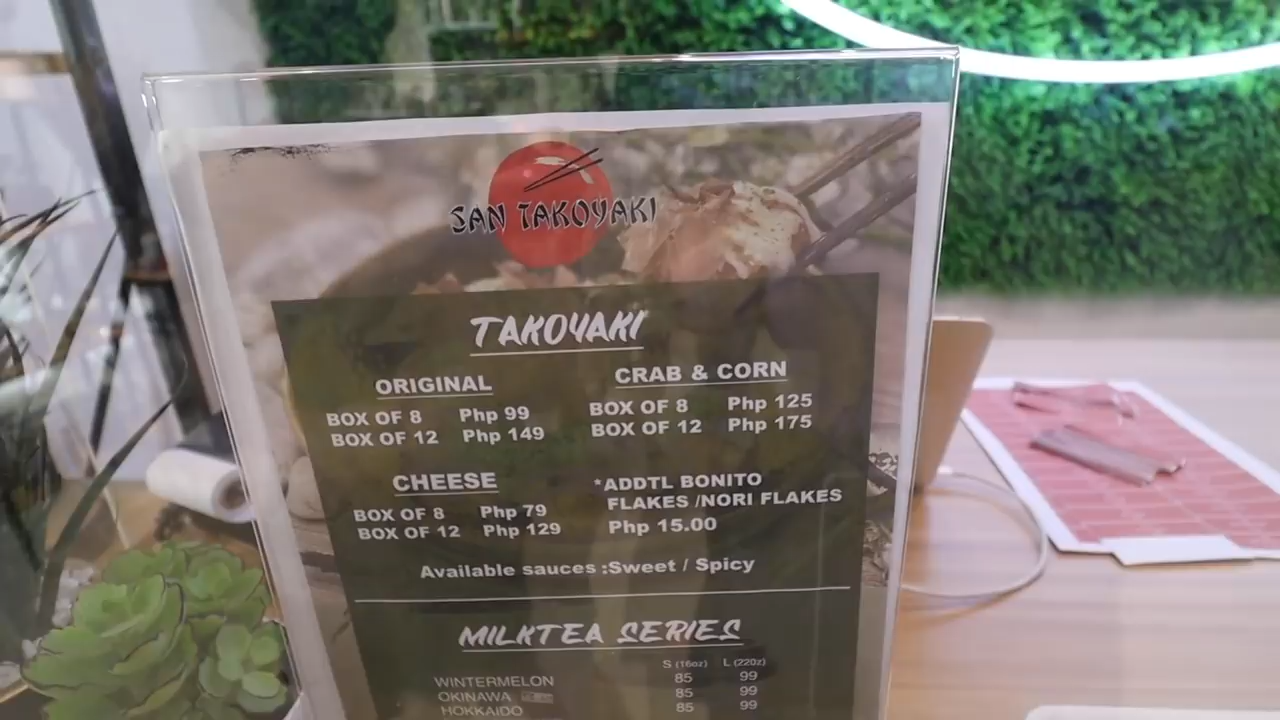 SAN TAKOYAKI
TAKOYAKI
ORIGINAL
BOX OF 8 Php 99
BOX OF 12 Php 149
CRAB & CORN
BOX OF 8 Php 125
BOX OF 12 Php 175
CHEESE
BOX OF 8 Php 79
BOX OF 12 Php 129
*ADDTL BONITO
FLAKES /NORI FLAKES
Php 15.00
Available sauces :Sweet / Spicy
MILKTEA SERIES
S (16oz) L (22oz)
WINTERMELON 85 99
OKINAWA 85 99
HOKKAIDO 85 99